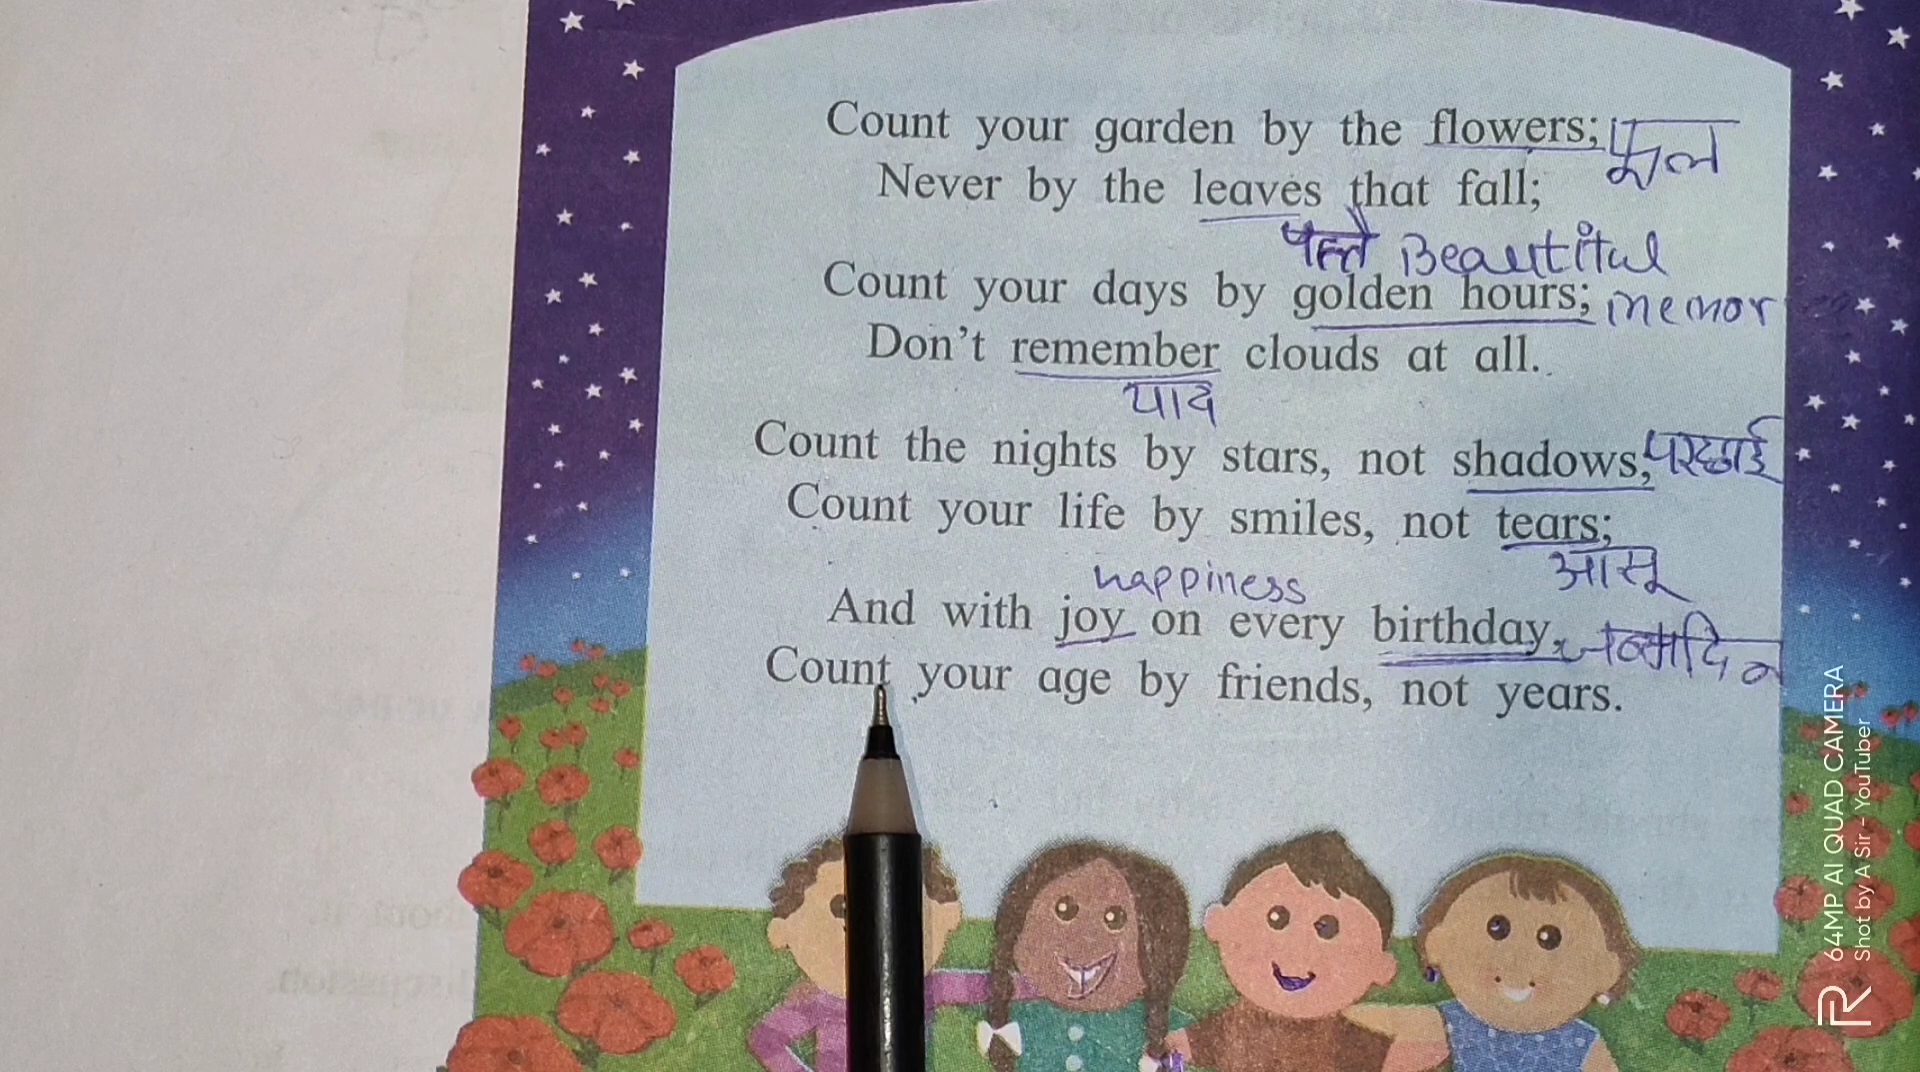 Count your garden by the flowers; फूल
Never by the leaves that fall;
पत्ते Beautiful
Count your days by golden hours; memor
Don't remember clouds at all.
याद
Count the nights by stars, not shadows, परछाई
Count your life by smiles, not tears;
आसू
happiness
And with joy on every birthday, जन्मदिन
Count your age by friends, not years.
64MP AI QUAD CAMERA
Shot by A Sir - YouTuber